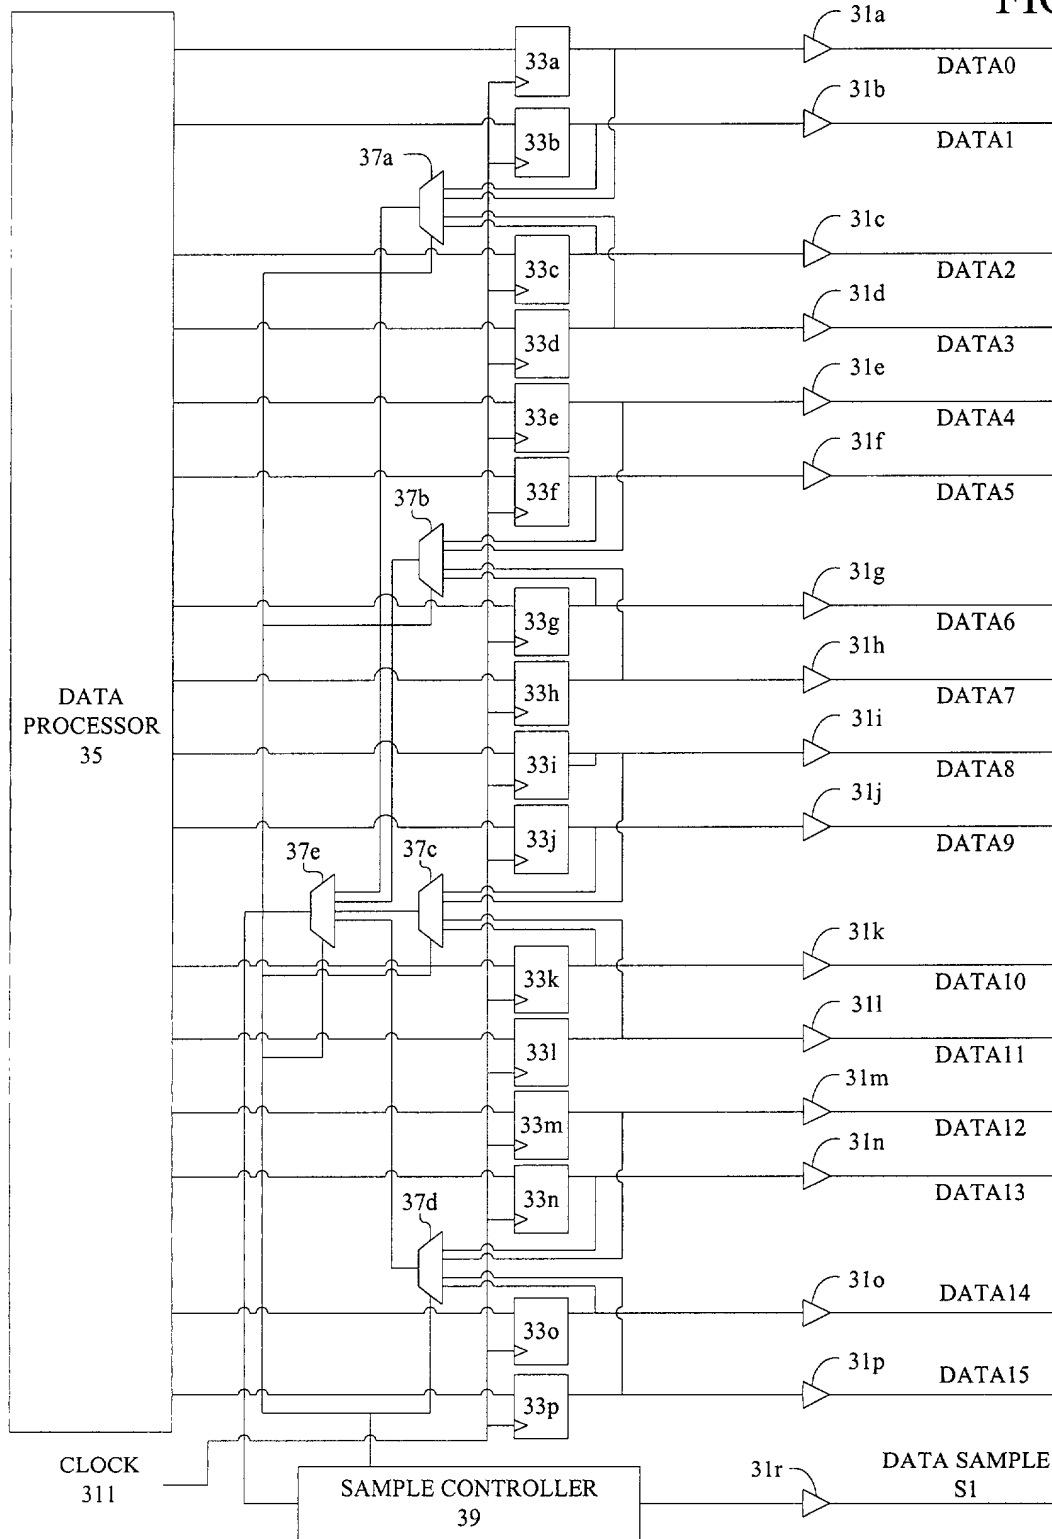 FIG
31a
33a
DATA0
31b
33b
DATA1
37a
31c
33c
DATA2
31d
33d
DATA3
31e
33e
DATA4
31f
33f
DATA5
37b
31g
33g
DATA6
31h
33h
DATA7
DATA
PROCESSOR
35
31i
33i
DATA8
31j
33j
DATA9
37e
37c
31k
33k
DATA10
31l
33l
DATA11
31m
33m
DATA12
31n
33n
DATA13
37d
31o
DATA14
33o
31p
DATA15
33p
CLOCK
311
31r
DATA SAMPLE
S1
SAMPLE CONTROLLER
39